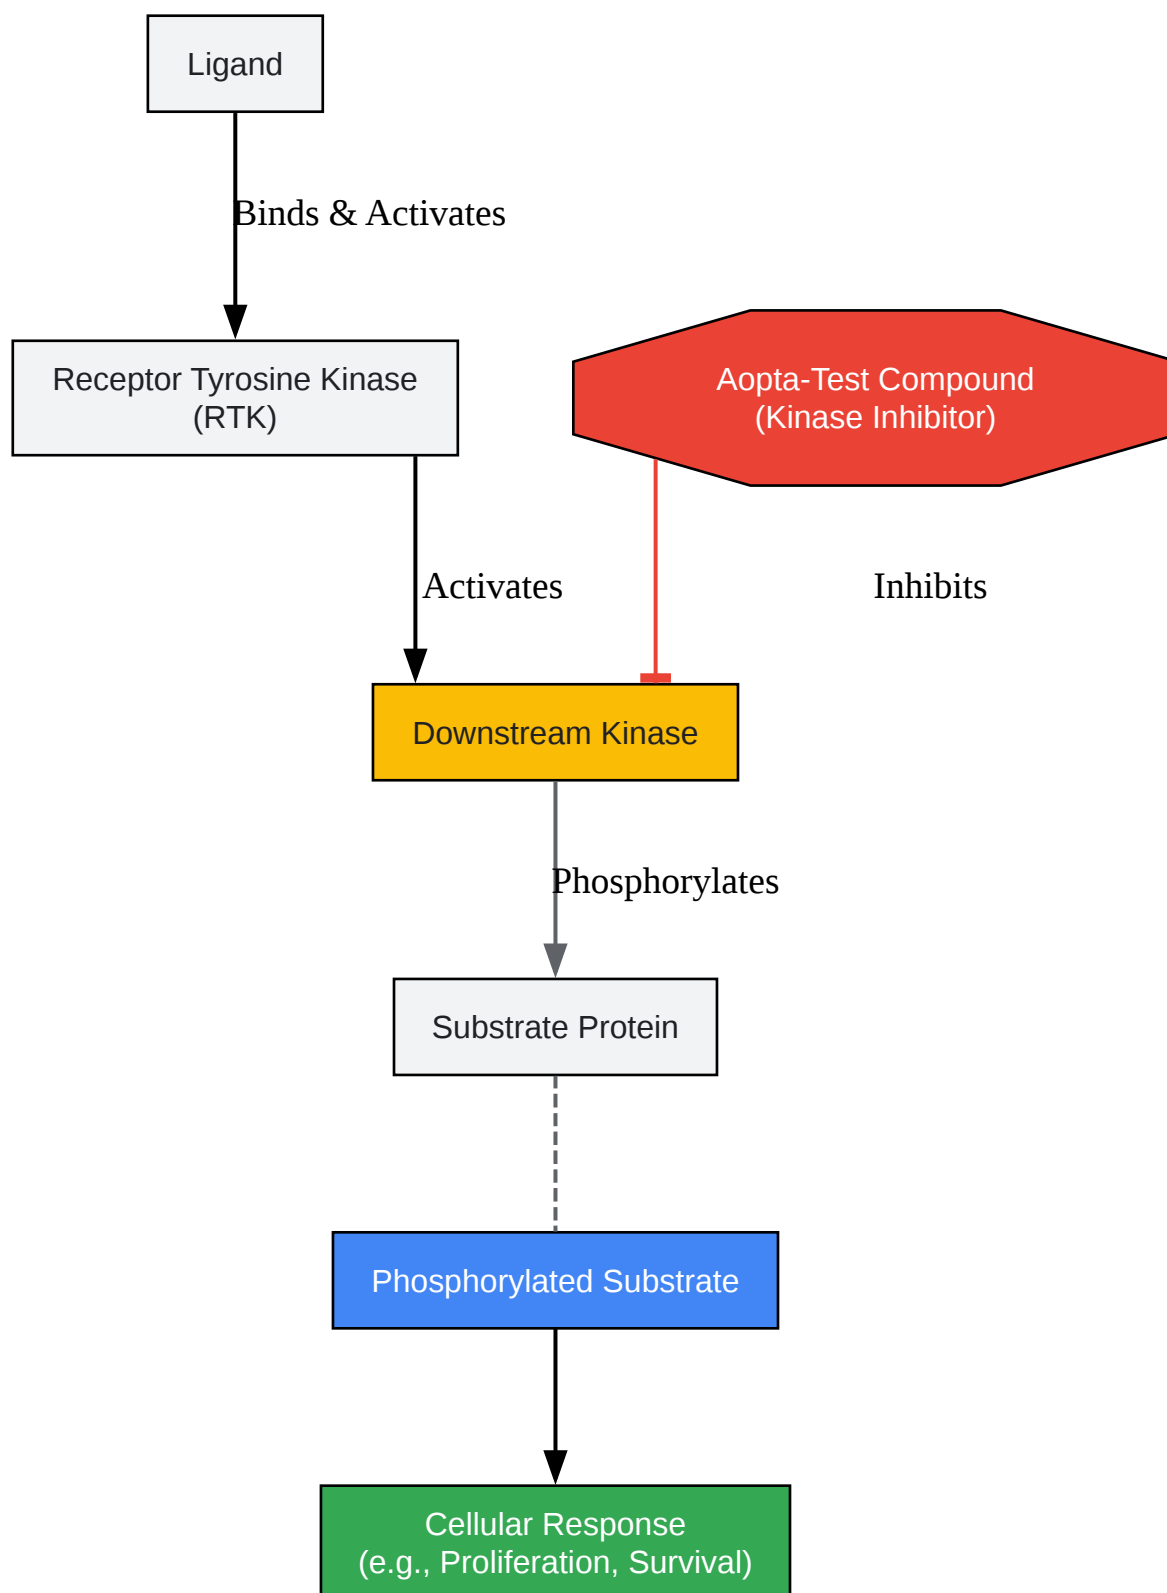 Ligand
Binds & Activates
Receptor Tyrosine Kinase
(RTK)
Aopta-Test Compound
(Kinase Inhibitor)
Activates
Inhibits
Downstream Kinase
Phosphorylates
Substrate Protein
Phosphorylated Substrate
Cellular Response
(e.g., Proliferation, Survival)